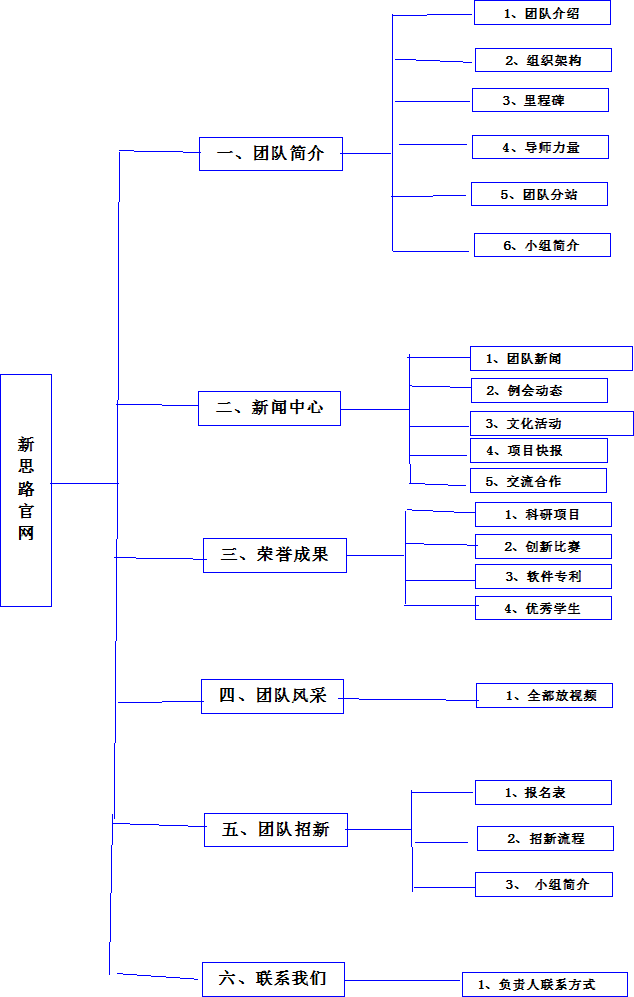 新思路官网
一、团队简介
1、团队介绍
2、组织架构
3、里程碑
4、导师力量
5、团队分站
6、小组简介
二、新闻中心
1、团队新闻
2、例会动态
3、文化活动
4、项目快报
5、交流合作
三、荣誉成果
1、科研项目
2、创新比赛
3、软件专利
4、优秀学生
四、团队风采
1、全部放视频
五、团队招新
1、报名表
2、招新流程
3、 小组简介
六、联系我们
1、负责人联系方式